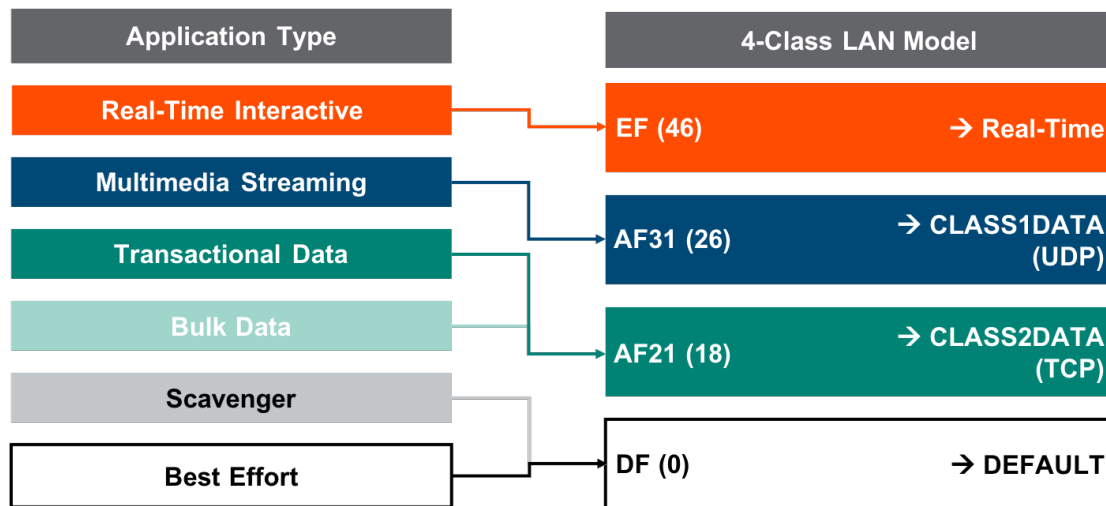 Application Type
4-Class LAN Model
Real-Time Interactive
EF (46) → Real-Time
Multimedia Streaming
AF31 (26) → CLASS1DATA
(UDP)
Transactional Data
Bulk Data
AF21 (18) → CLASS2DATA
(TCP)
Scavenger
Best Effort
DF (0) → DEFAULT